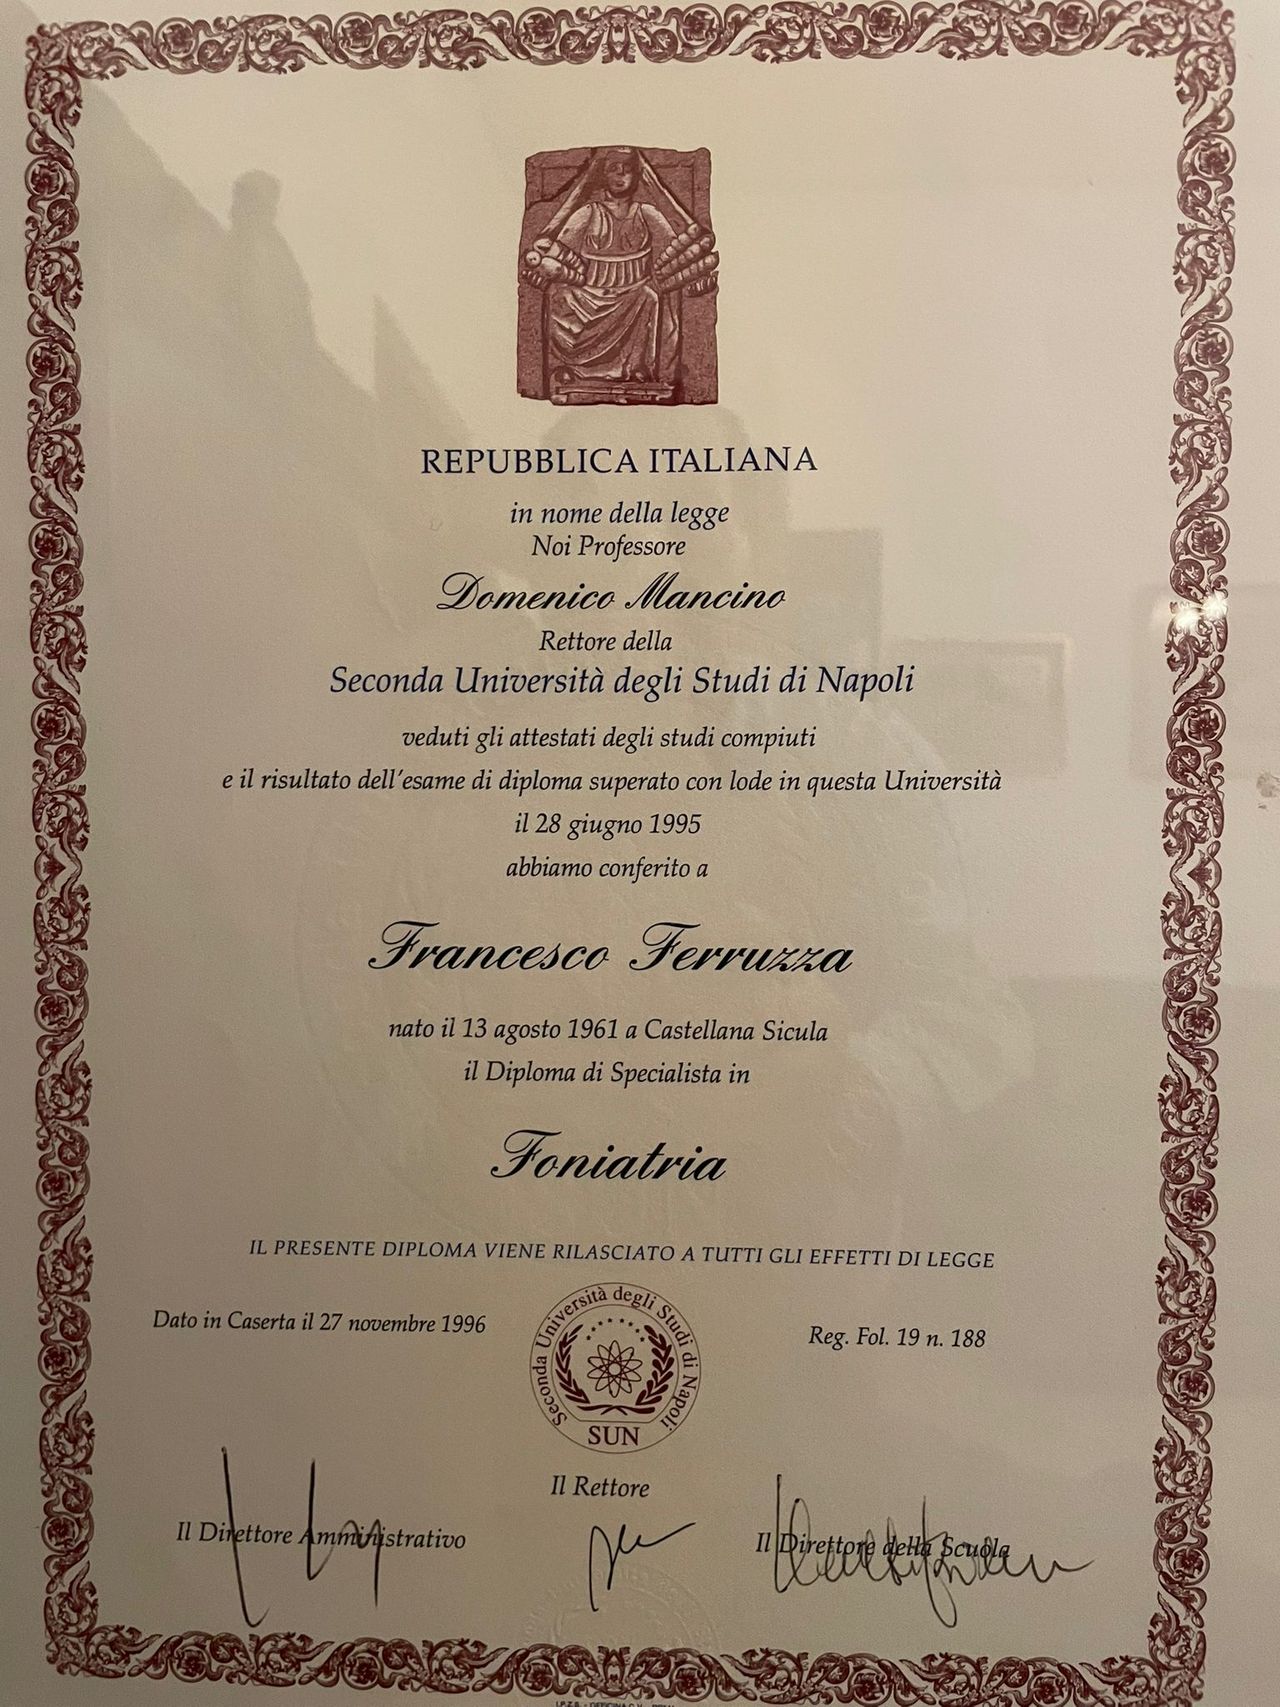 REPUBBLICA ITALIANA
in nome della legge
Noi Professore
Domenico Mancino
Rettore della
Seconda Università degli Studi di Napoli
veduti gli attestati degli studi compiuti
e il risultato dell'esame di diploma superato con lode in questa Università
il 28 giugno 1995
abbiamo conferito a
Francesco Ferruzza
nato il 13 agosto 1961 a Castellana Sicula
il Diploma di Specialista in
Foniatria
IL PRESENTE DIPLOMA VIENE RILASCIATO A TUTTI GLI EFFETTI DI LEGGE
Dato in Caserta il 27 novembre 1996
Seconda Università degli Studi di Napoli
SUN
Reg. Fol. 19 n. 188
Il Direttore Amministrativo
Il Rettore
Il Direttore della Scuola